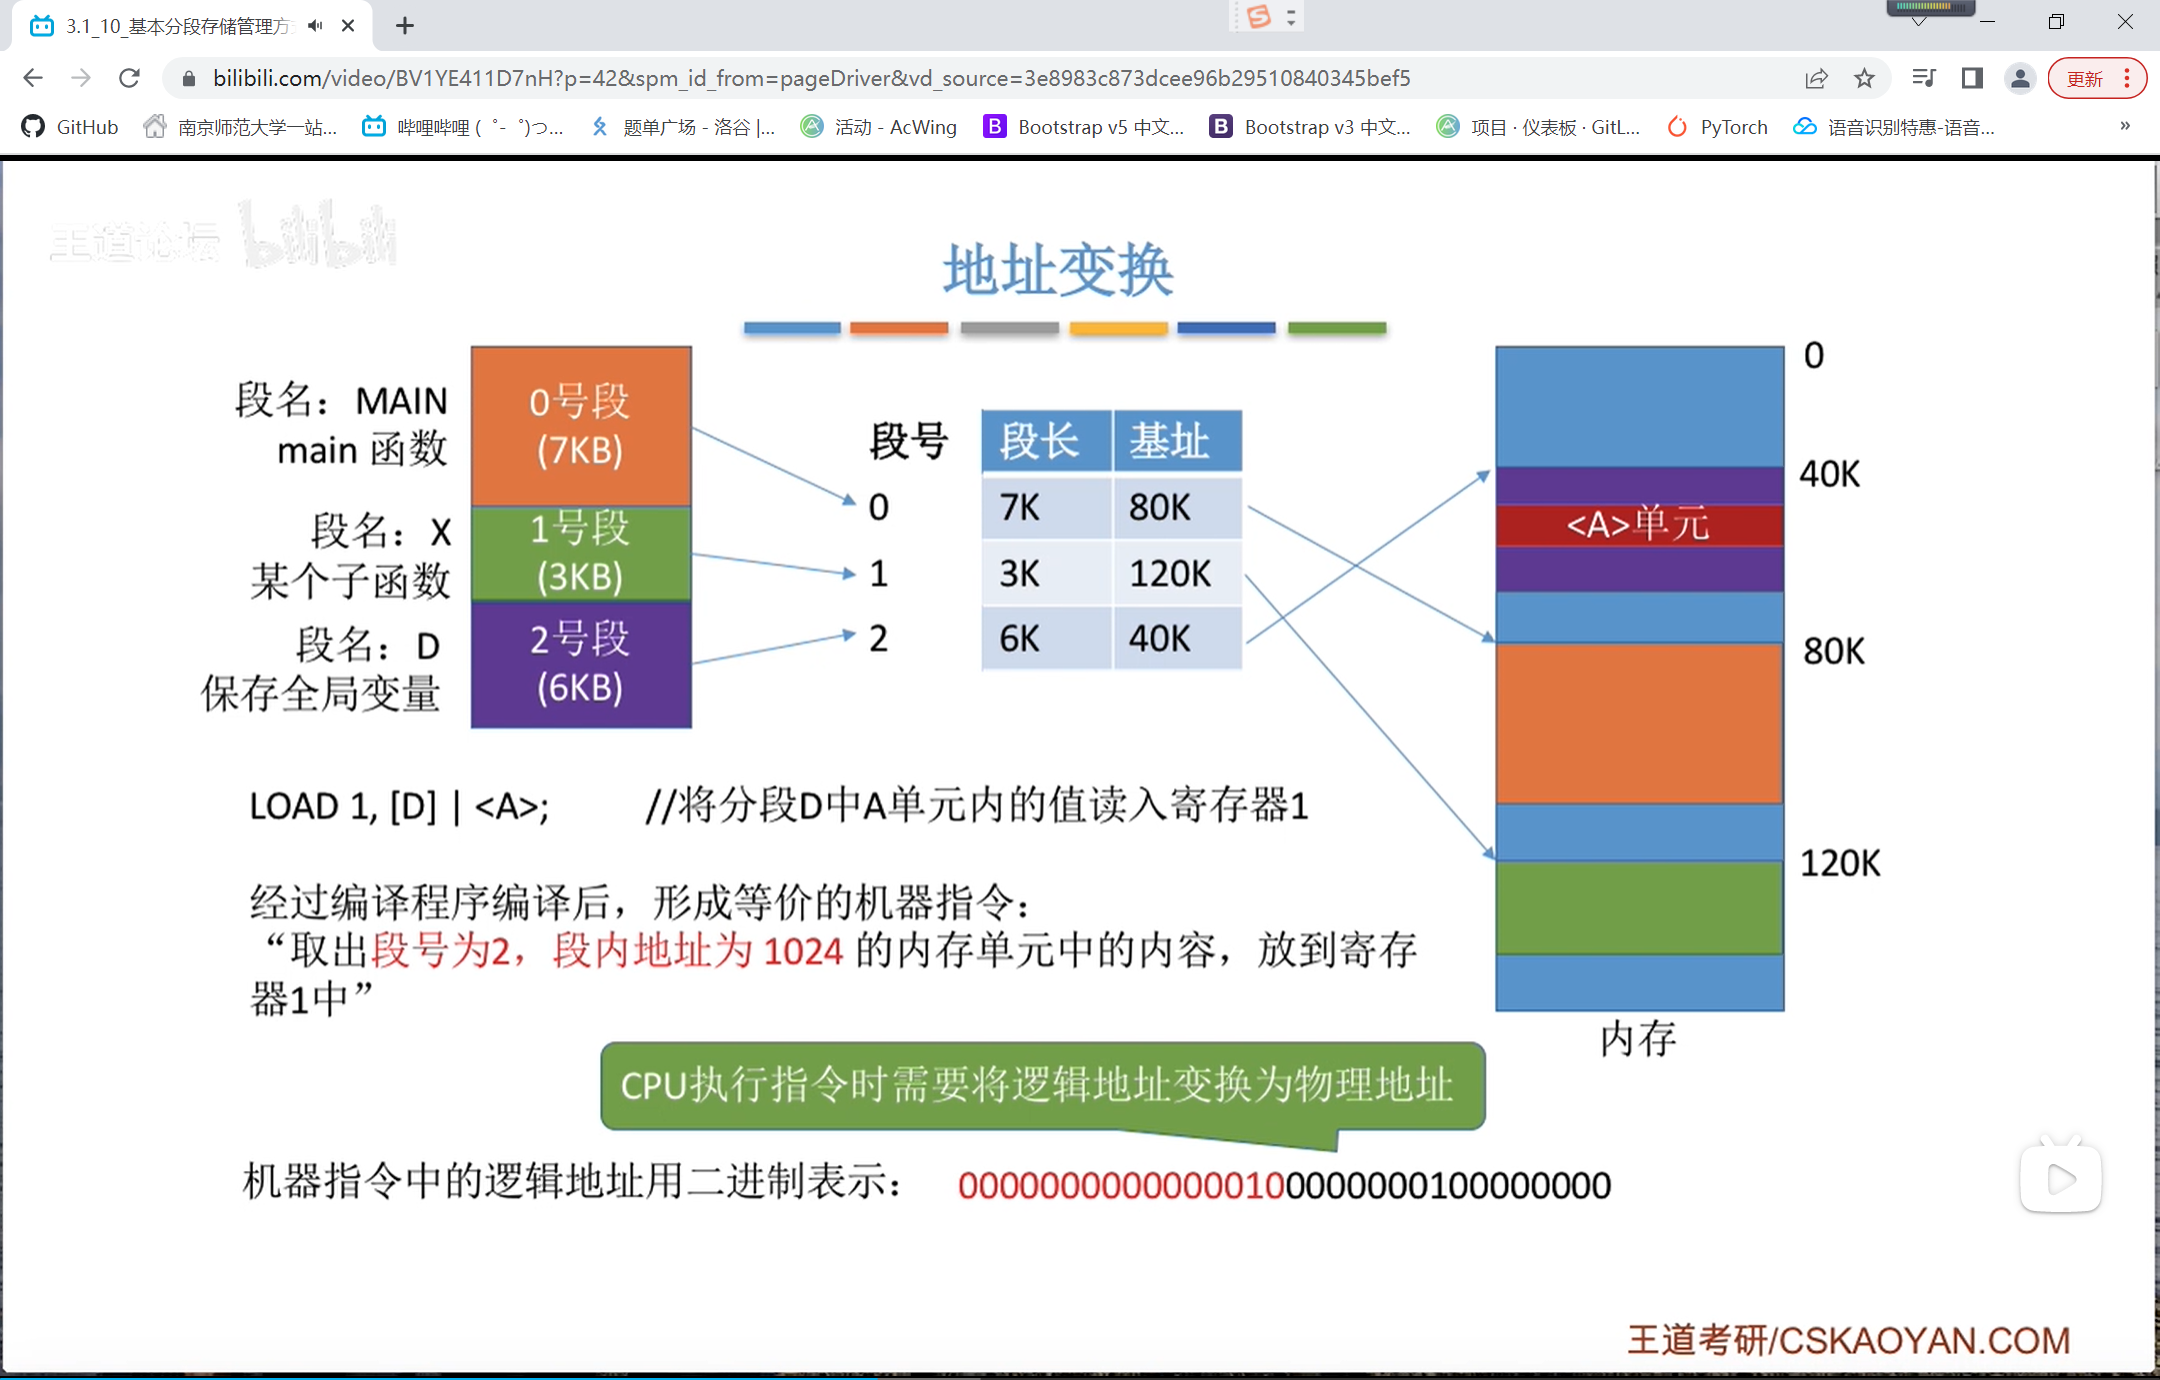 3.1_10_基本分段存储管理方
bilibili.com/video/BV1YE411D7nH?p=42&spm_id_from=pageDriver&vd_source=3e8983c873dcee96b29510840345bef5
更新
GitHub
南京师范大学一站...
哔哩哔哩 ( ゜- ゜)つ...
题单广场 - 洛谷 |...
活动 - AcWing
Bootstrap v5 中文...
Bootstrap v3 中文...
项目 · 仪表板 · GitL...
PyTorch
语音识别特惠-语音...
»
王道论坛 bilibili
地址变换
段名：MAIN
main 函数
0号段
(7KB)
段名：X
某个子函数
1号段
(3KB)
段名：D
保存全局变量
2号段
(6KB)
段号 段长 基址
0 7K 80K
1 3K 120K
2 6K 40K
0
40K
<A>单元
80K
120K
内存
LOAD 1, [D] | <A>; //将分段D中A单元内的值读入寄存器1
经过编译程序编译后，形成等价的机器指令：
“取出段号为2，段内地址为 1024 的内存单元中的内容，放到寄存
器1中”
CPU执行指令时需要将逻辑地址变换为物理地址
机器指令中的逻辑地址用二进制表示： 00000000000000100000000100000000
王道考研/CSKAOYAN.COM